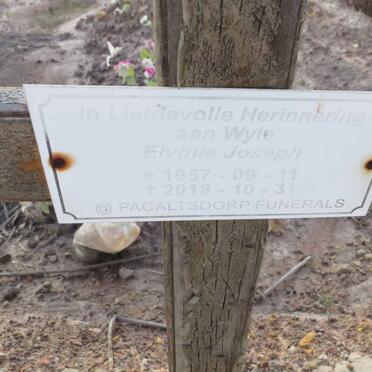 In Liefdevolle Herinnering
aan Wyle
Elvinia Joseph
* 1957 - 09 - 11
† 2018 - 10 - 31.
@ PACALTSDORP FUNERALS